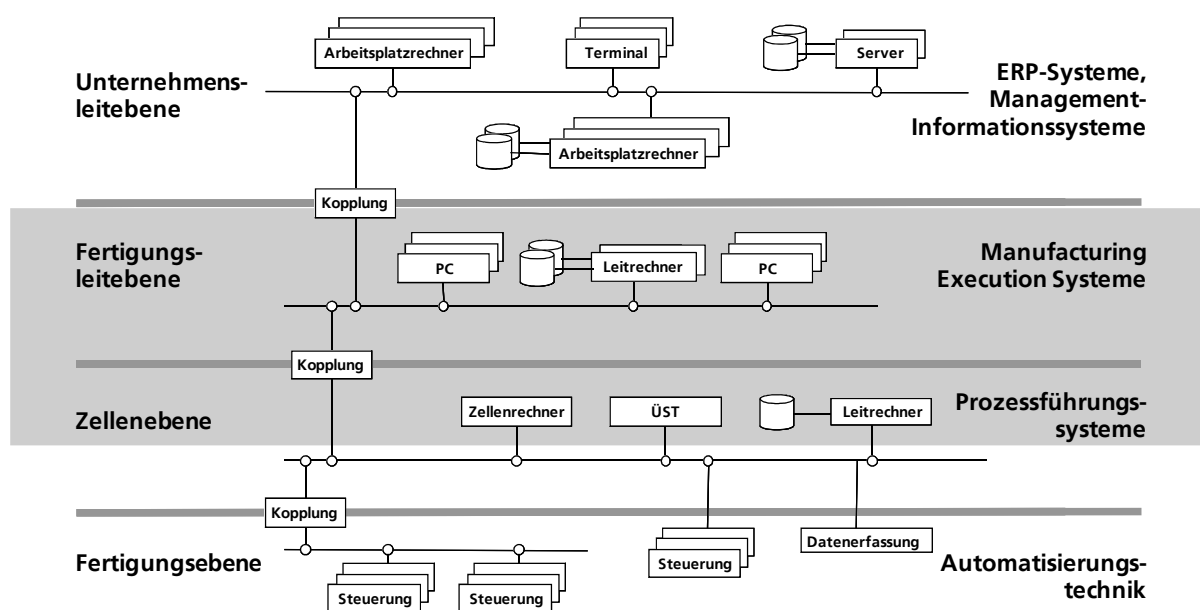 Arbeitsplatzrechner
Terminal
Server
Unternehmens-
leitebene
ERP-Systeme,
Management-
Informationssysteme
Arbeitsplatzrechner
Kopplung
Fertigungs-
leitebene
PC
Leitrechner
PC
Manufacturing
Execution Systeme
Kopplung
Zellenebene
Zellenrechner
ÜST
Leitrechner
Prozessführungs-
systeme
Kopplung
Fertigungsebene
Steuerung
Steuerung
Steuerung
Datenerfassung
Automatisierungs-
technik